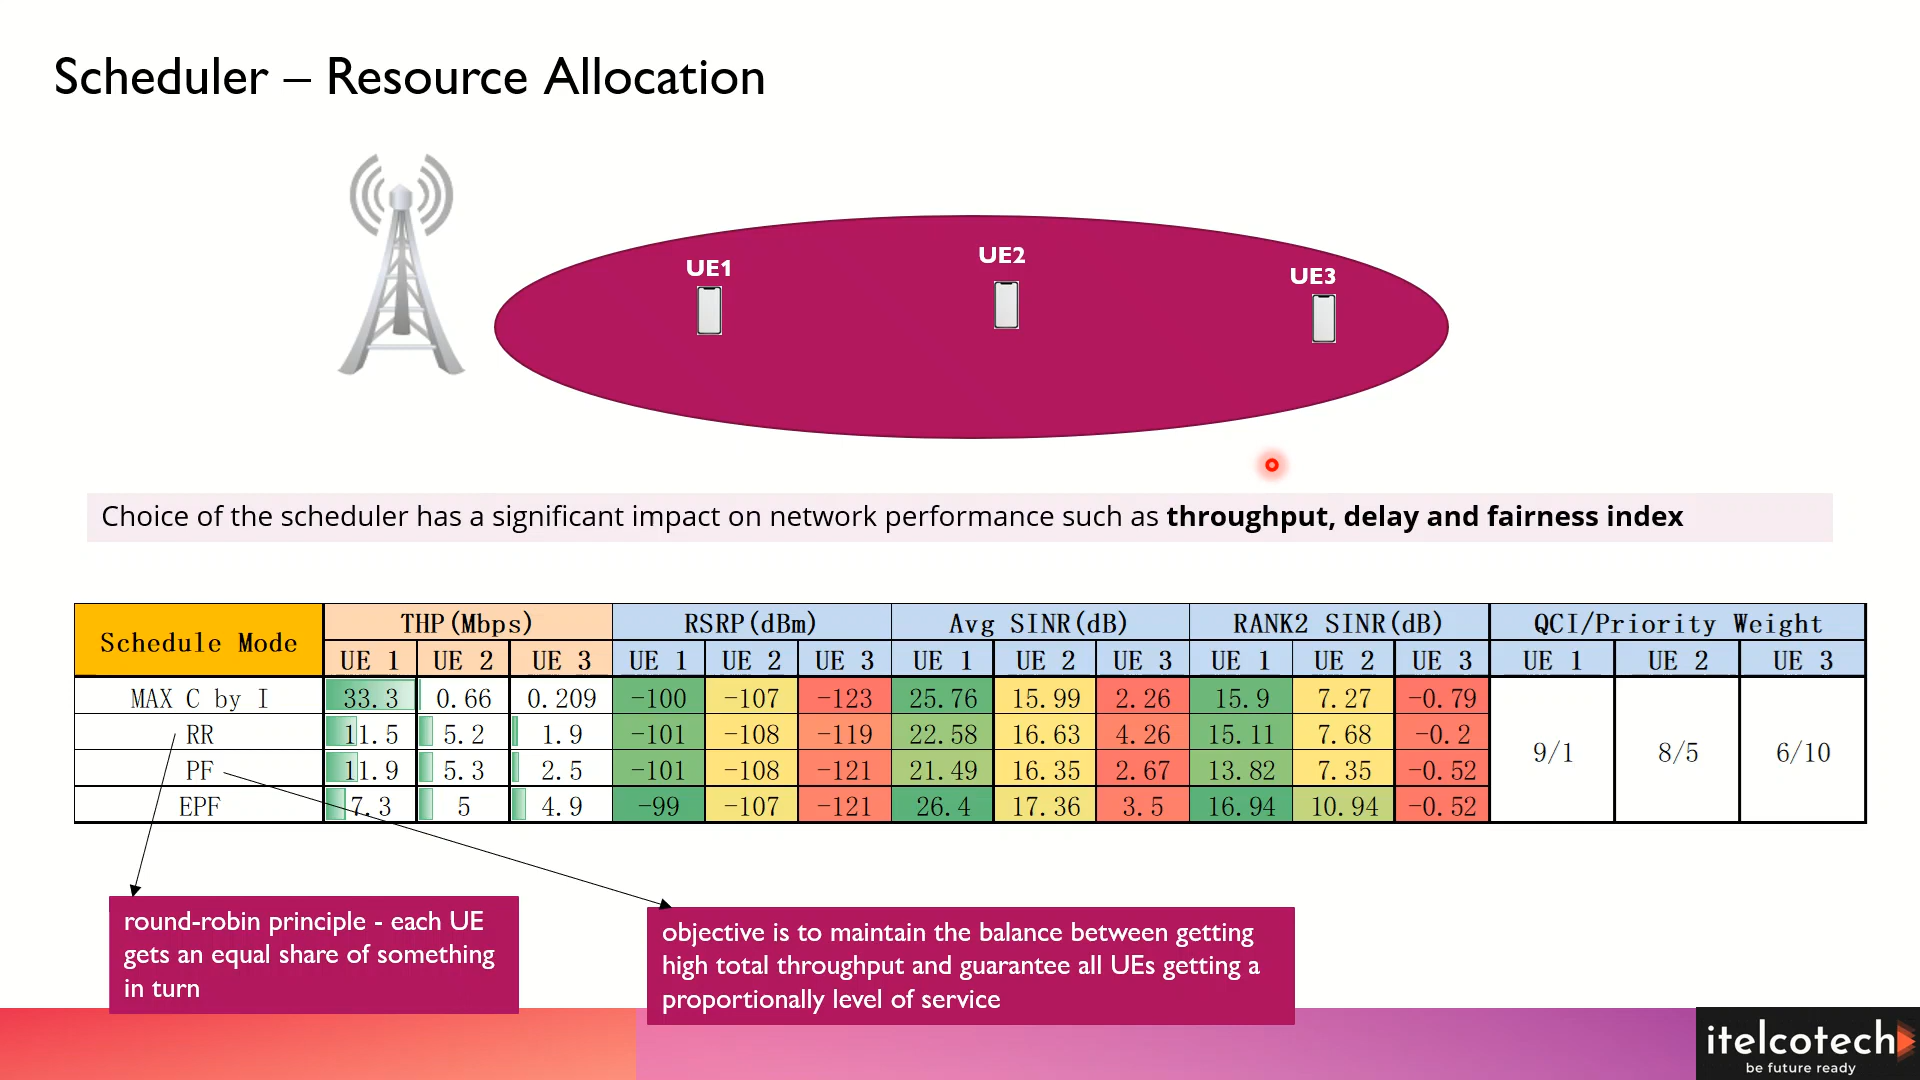 Scheduler – Resource Allocation
UE1
UE2
UE3
Choice of the scheduler has a significant impact on network performance such as throughput, delay and fairness index
Schedule Mode THP(Mbps) RSRP(dBm) Avg SINR(dB) RANK2 SINR(dB) QCI/Priority Weight
UE 1 UE 2 UE 3 UE 1 UE 2 UE 3 UE 1 UE 2 UE 3 UE 1 UE 2 UE 3 UE 1 UE 2 UE 3
MAX C by I 33.3 0.66 0.209 -100 -107 -123 25.76 15.99 2.26 15.9 7.27 -0.79
RR 11.5 5.2 1.9 -101 -108 -119 22.58 16.63 4.26 15.11 7.68 -0.2
9/1 8/5 6/10
PF 11.9 5.3 2.5 -101 -108 -121 21.49 16.35 2.67 13.82 7.35 -0.52
EPF 7.3 5 4.9 -99 -107 -121 26.4 17.36 3.5 16.94 10.94 -0.52
round-robin principle - each UE
gets an equal share of something
in turn
objective is to maintain the balance between getting
high total throughput and guarantee all UEs getting a
proportionally level of service
itelcotech
be future ready